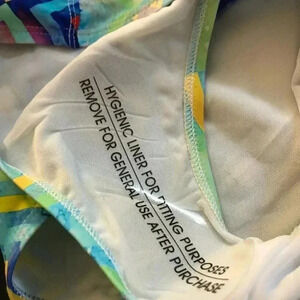 HYGIENIC LINER FOR FITTING PURPOSES
REMOVE FOR GENERAL USE AFTER PURCHASE